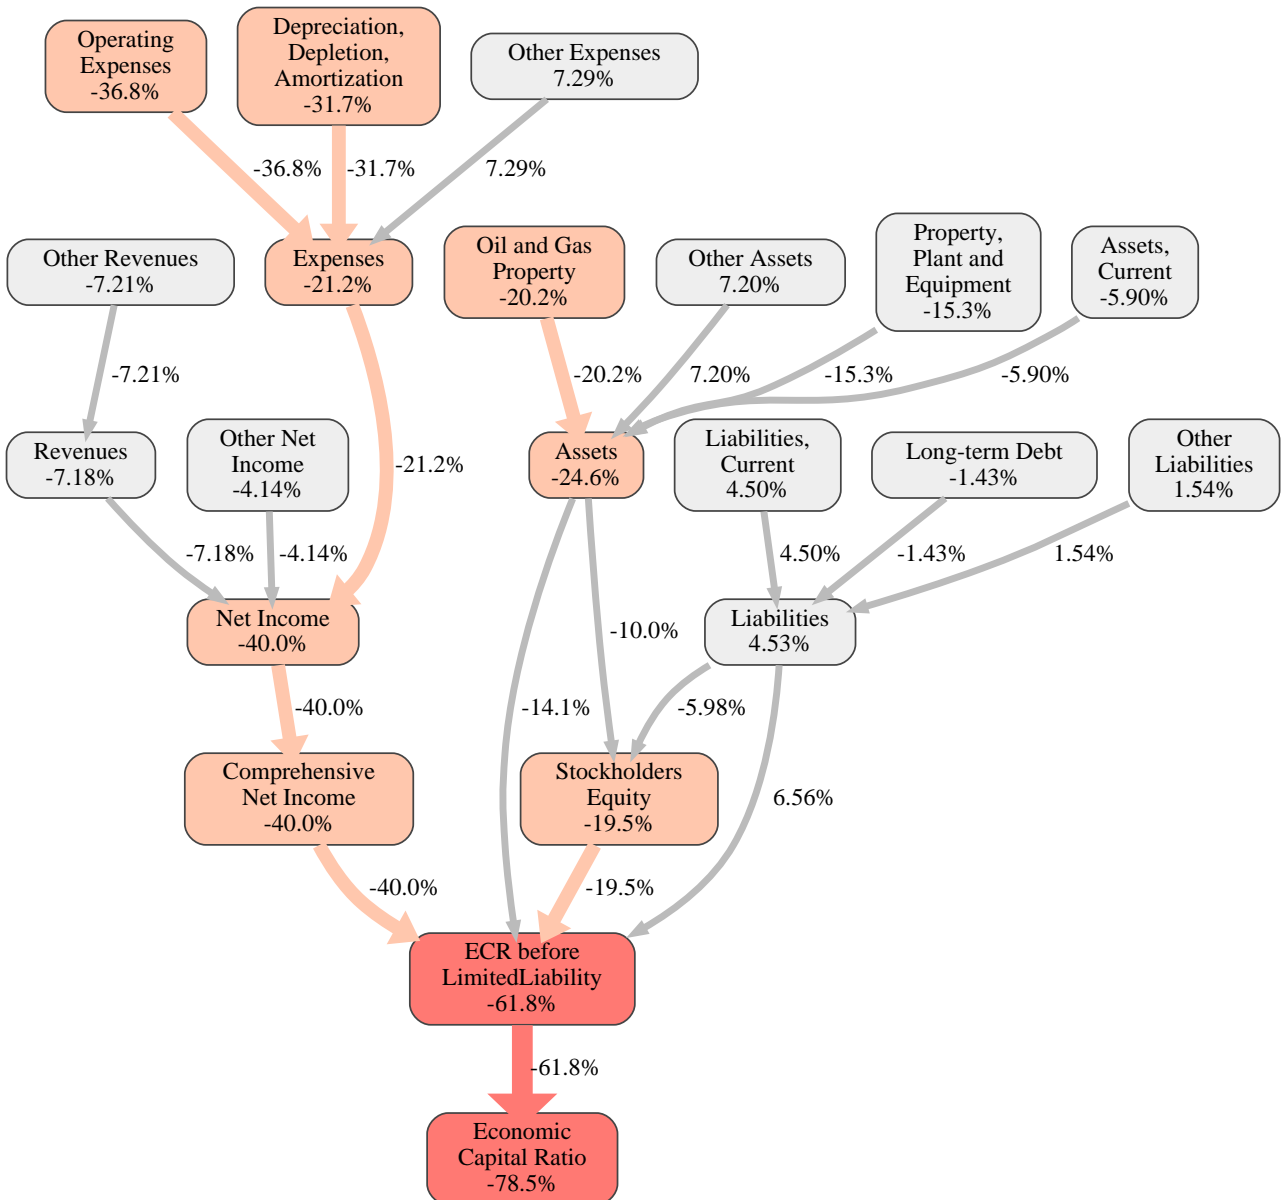 Operating
Expenses
-36.8%
Depreciation,
Depletion,
Amortization
-31.7%
Other Expenses
7.29%
-36.8%
-31.7%
7.29%
Other Revenues
-7.21%
Expenses
-21.2%
Oil and Gas
Property
-20.2%
Other Assets
7.20%
Property,
Plant and
Equipment
-15.3%
Assets,
Current
-5.90%
-7.21%
-20.2%
7.20%
-15.3%
-5.90%
Revenues
-7.18%
Other Net
Income
-4.14%
-21.2%
Assets
-24.6%
Liabilities,
Current
4.50%
Long-term Debt
-1.43%
Other
Liabilities
1.54%
-7.18%
-4.14%
4.50%
-1.43%
1.54%
Net Income
-40.0%
-10.0%
Liabilities
4.53%
-40.0%
-14.1%
-5.98%
Comprehensive
Net Income
-40.0%
Stockholders
Equity
-19.5%
6.56%
-40.0%
-19.5%
ECR before
LimitedLiability
-61.8%
-61.8%
Economic
Capital Ratio
-78.5%